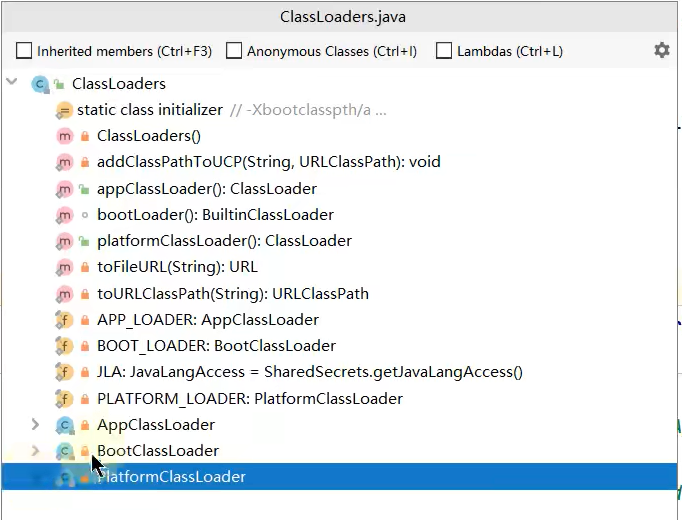 ClassLoaders.java
Inherited members (Ctrl+F3) Anonymous Classes (Ctrl+I) Lambdas (Ctrl+L)
ClassLoaders
static class initializer // -Xbootclasspth/a ...
ClassLoaders()
addClassPathToUCP(String, URLClassPath): void
appClassLoader(): ClassLoader
bootLoader(): BuiltinClassLoader
platformClassLoader(): ClassLoader
toFileURL(String): URL
toURLClassPath(String): URLClassPath
APP_LOADER: AppClassLoader
BOOT_LOADER: BootClassLoader
JLA: JavaLangAccess = SharedSecrets.getJavaLangAccess()
PLATFORM_LOADER: PlatformClassLoader
AppClassLoader
BootClassLoader
PlatformClassLoader